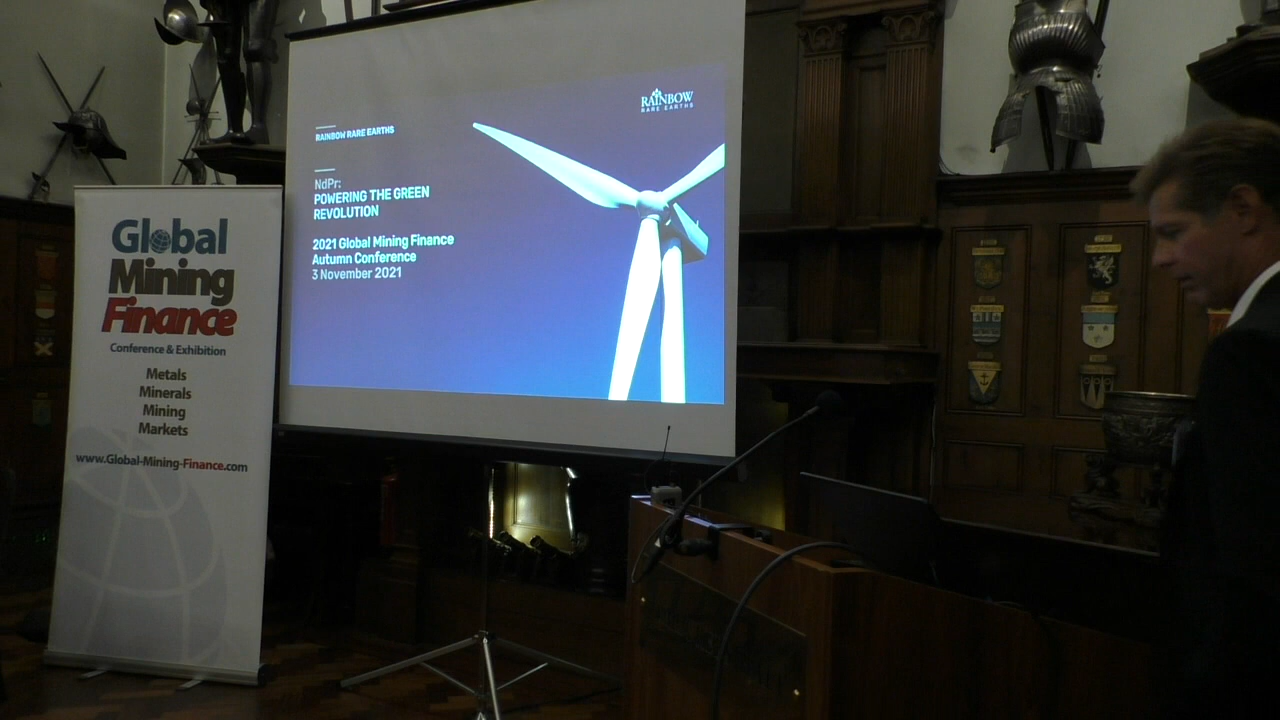 Global
Mining
Finance
Conference & Exhibition
Metals
Minerals
Mining
Markets
www.Global-Mining-Finance.com
RAINBOW RARE EARTHS
RAINBOW
RARE EARTHS
NdPr:
POWERING THE GREEN
REVOLUTION
2021 Global Mining Finance
Autumn Conference
3 November 2021